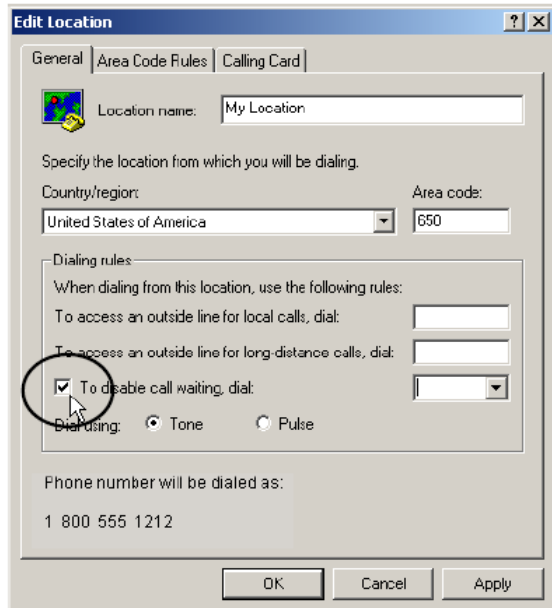 Edit Location
General Area Code Rules Calling Card
Location name: My Location
Specify the location from which you will be dialing.
Country/region: Area code:
United States of America 650
Dialing rules
When dialing from this location, use the following rules:
To access an outside line for local calls, dial:
To access an outside line for long-distance calls, dial:
To disable call waiting, dial:
Dial using: Tone Pulse
Phone number will be dialed as:
1 800 555 1212
OK Cancel Apply